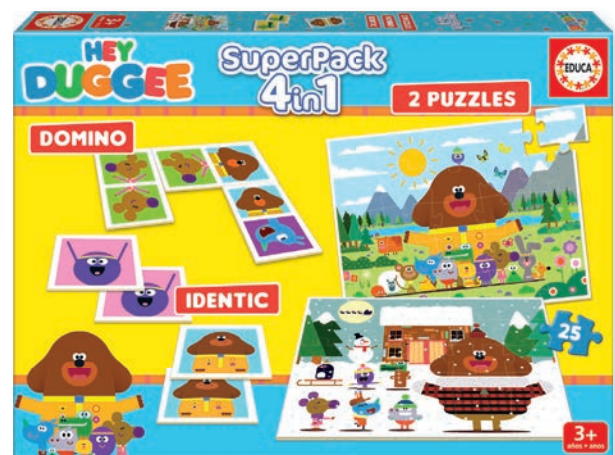 HEY
DUGGEE
SuperPack
4in1
EDUCA
2 PUZZLES
DOMINO
IDENTIC
25
3+
años • anos